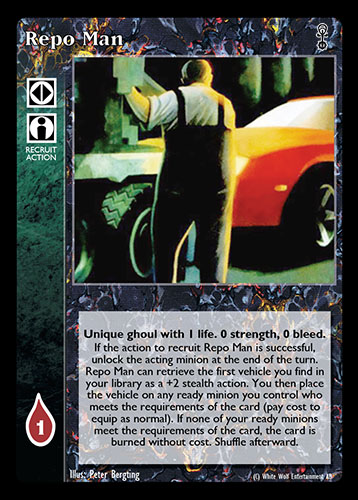 Repo Man
RECRUIT
ACTION
Unique ghoul with 1 life. 0 strength, 0 bleed.
If the action to recruit Repo Man is successful,
unlock the acting minion at the end of the turn.
Repo Man can retrieve the first vehicle you find in
your library as a +2 stealth action. You then place
the vehicle on any ready minion you control who
meets the requirements of the card (pay cost to
equip as normal). If none of your ready minions
meet the requirements of the card, the card is
burned without cost. Shuffle afterward.
1
Illus: Peter Bergting